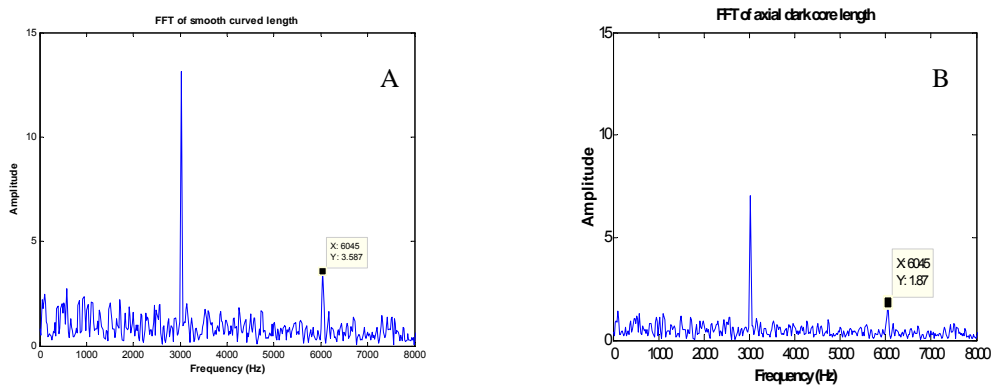 FFT of smooth curved length
15
10
5
0
Amplitude
A
X: 6045
Y: 3.587
0 1000 2000 3000 4000 5000 6000 7000 8000
Frequency (Hz)
FFT of axial dark core length
15
10
5
0
Amplitude
B
X: 6045
Y: 1.87
0 1000 2000 3000 4000 5000 6000 7000 8000
Frequency (Hz)